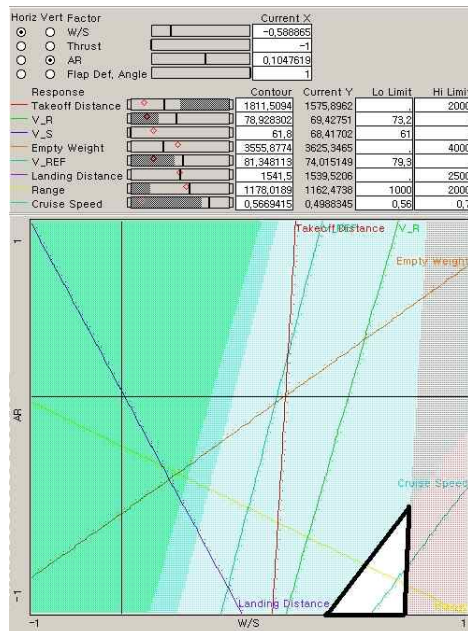 Horiz Vert Factor Current X
W/S -0,588865
Thrust -1
AR 0,1047619
Flap Def, Angle 1
Response Contour Current Y Lo Limit Hi Limit
Takeoff Distance 1811,5094 1575,8962 . 2000
V_R 78,928302 69,42751 73,2
V_S 61,8 68,41702 61
Empty Weight 3555,8774 3625,3465 . 4000
V_REF 81,348113 74,015149 79,3
Landing Distance 1541,5 1539,5206 . 2500
Range 1178,0189 1162,4738 1000 2000
Cruise Speed 0,5669415 0,4988345 0,56 0,7
Takeoff Distance V_R
Empty Weight
1
AR
Cruise Speed
-1
Landing Distance
-1 W/S 1